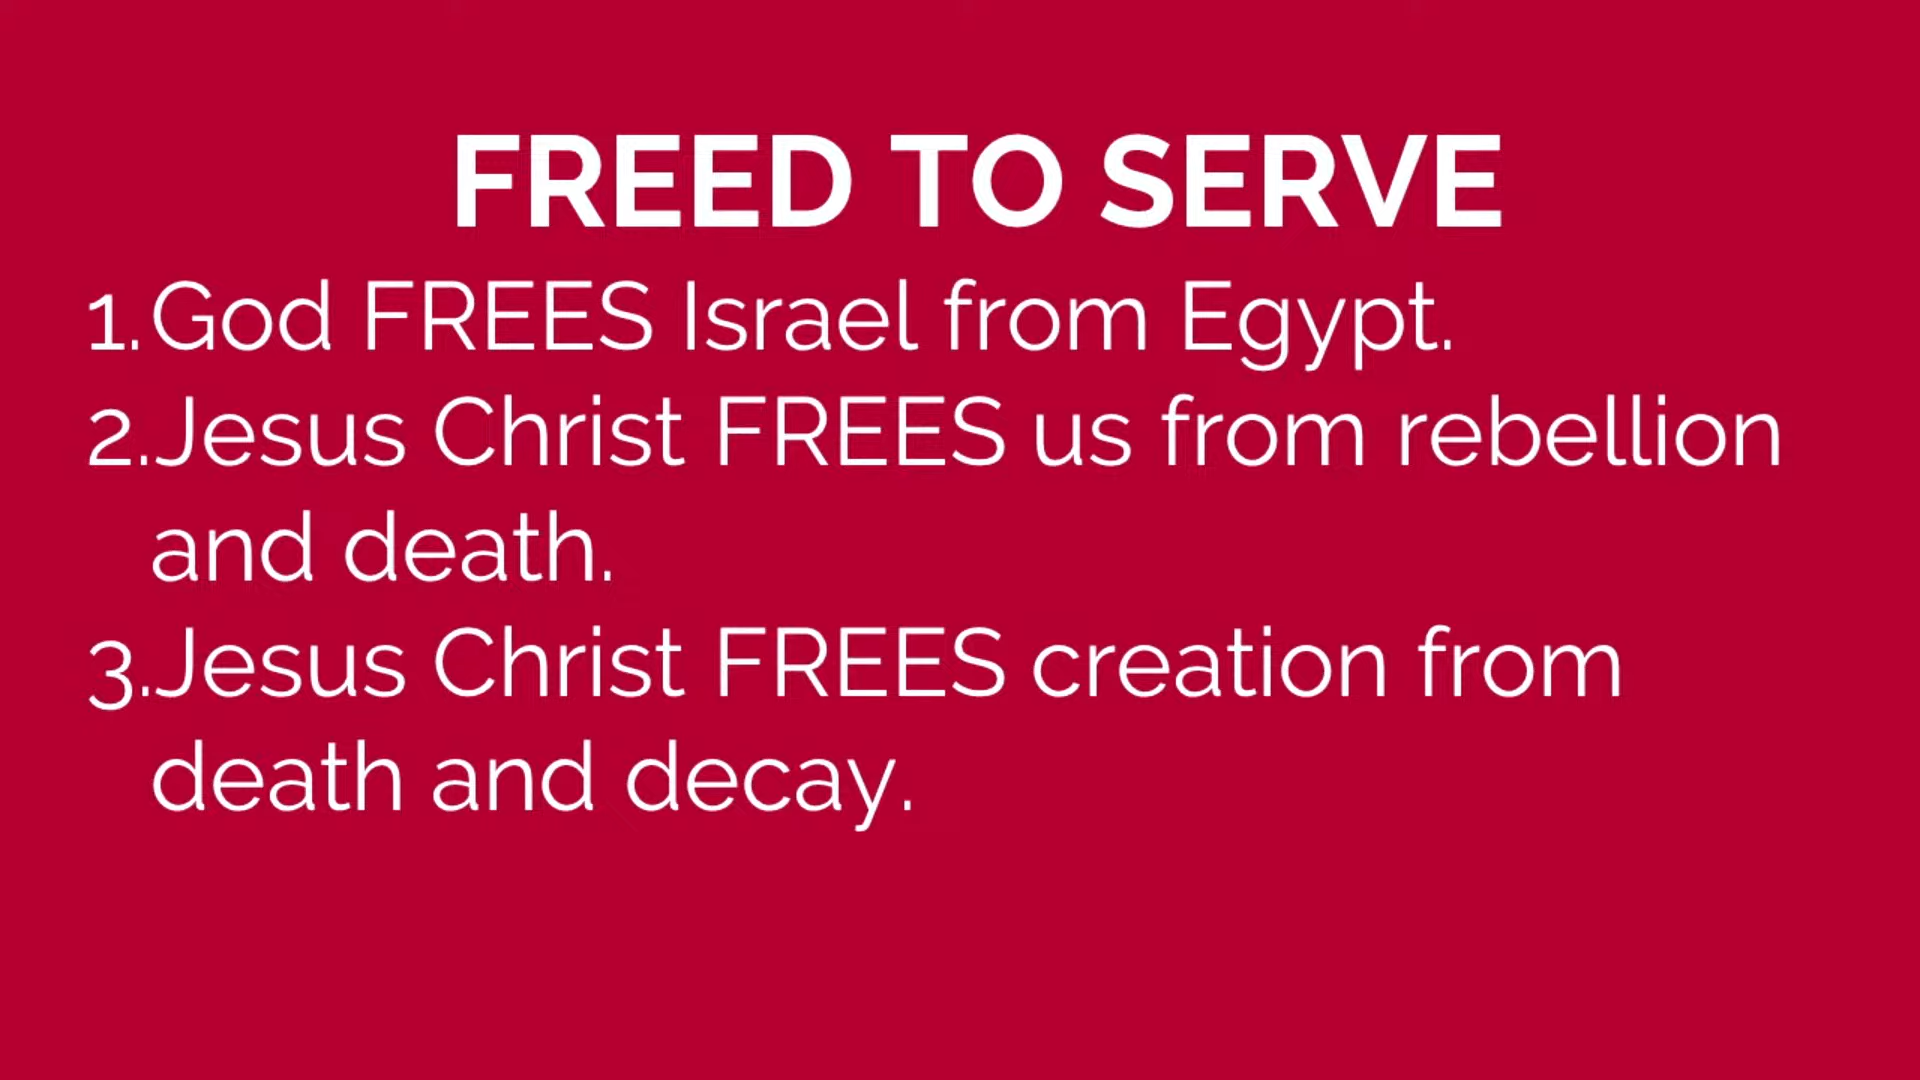 FREED TO SERVE
1. God FREES Israel from Egypt.
2. Jesus Christ FREES us from rebellion
and death.
3. Jesus Christ FREES creation from
death and decay.